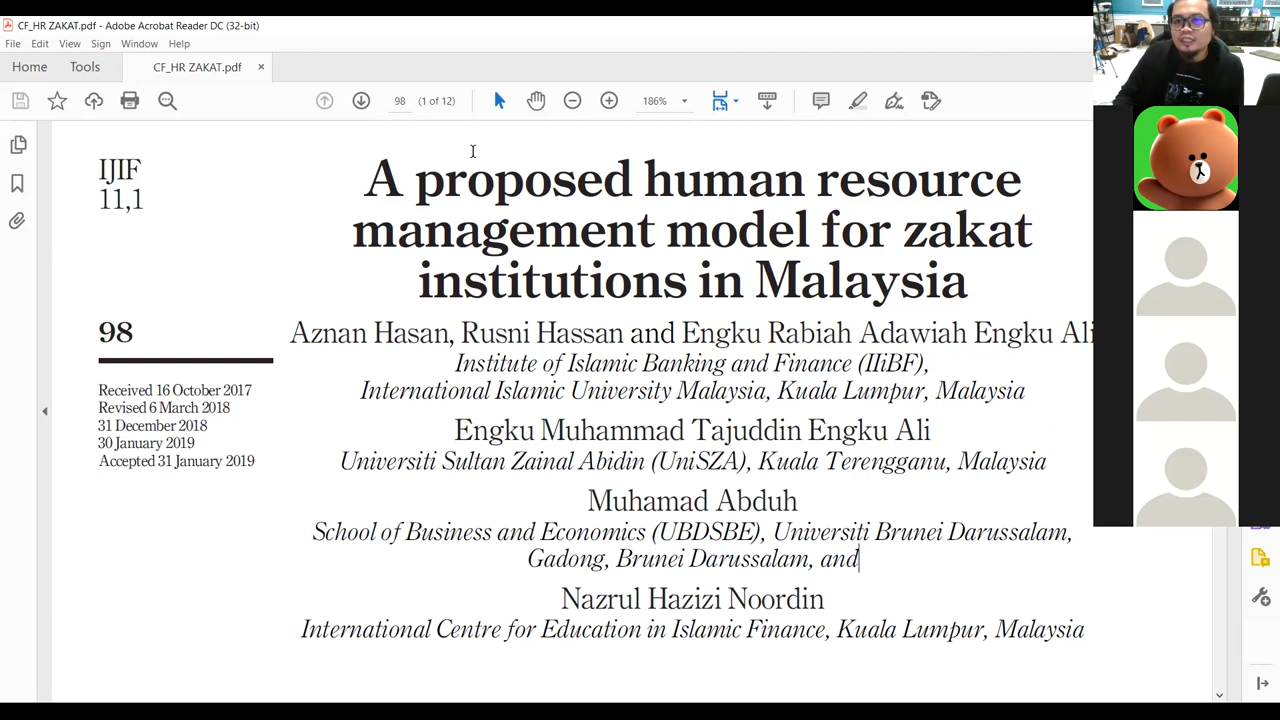 CF_HR ZAKAT.pdf - Adobe Acrobat Reader DC (32-bit)
File Edit View Sign Window Help
Home Tools CF_HR ZAKAT.pdf ×
98 (1 of 12) 186%
IJIF
11,1
98
Received 16 October 2017
Revised 6 March 2018
31 December 2018
30 January 2019
Accepted 31 January 2019
A proposed human resource
management model for zakat
institutions in Malaysia
Aznan Hasan, Rusni Hassan and Engku Rabiah Adawiah Engku Ali
Institute of Islamic Banking and Finance (IIiBF),
International Islamic University Malaysia, Kuala Lumpur, Malaysia
Engku Muhammad Tajuddin Engku Ali
Universiti Sultan Zainal Abidin (UniSZA), Kuala Terengganu, Malaysia
Muhamad Abduh
School of Business and Economics (UBDSBE), Universiti Brunei Darussalam,
Gadong, Brunei Darussalam, and
Nazrul Hazizi Noordin
International Centre for Education in Islamic Finance, Kuala Lumpur, Malaysia